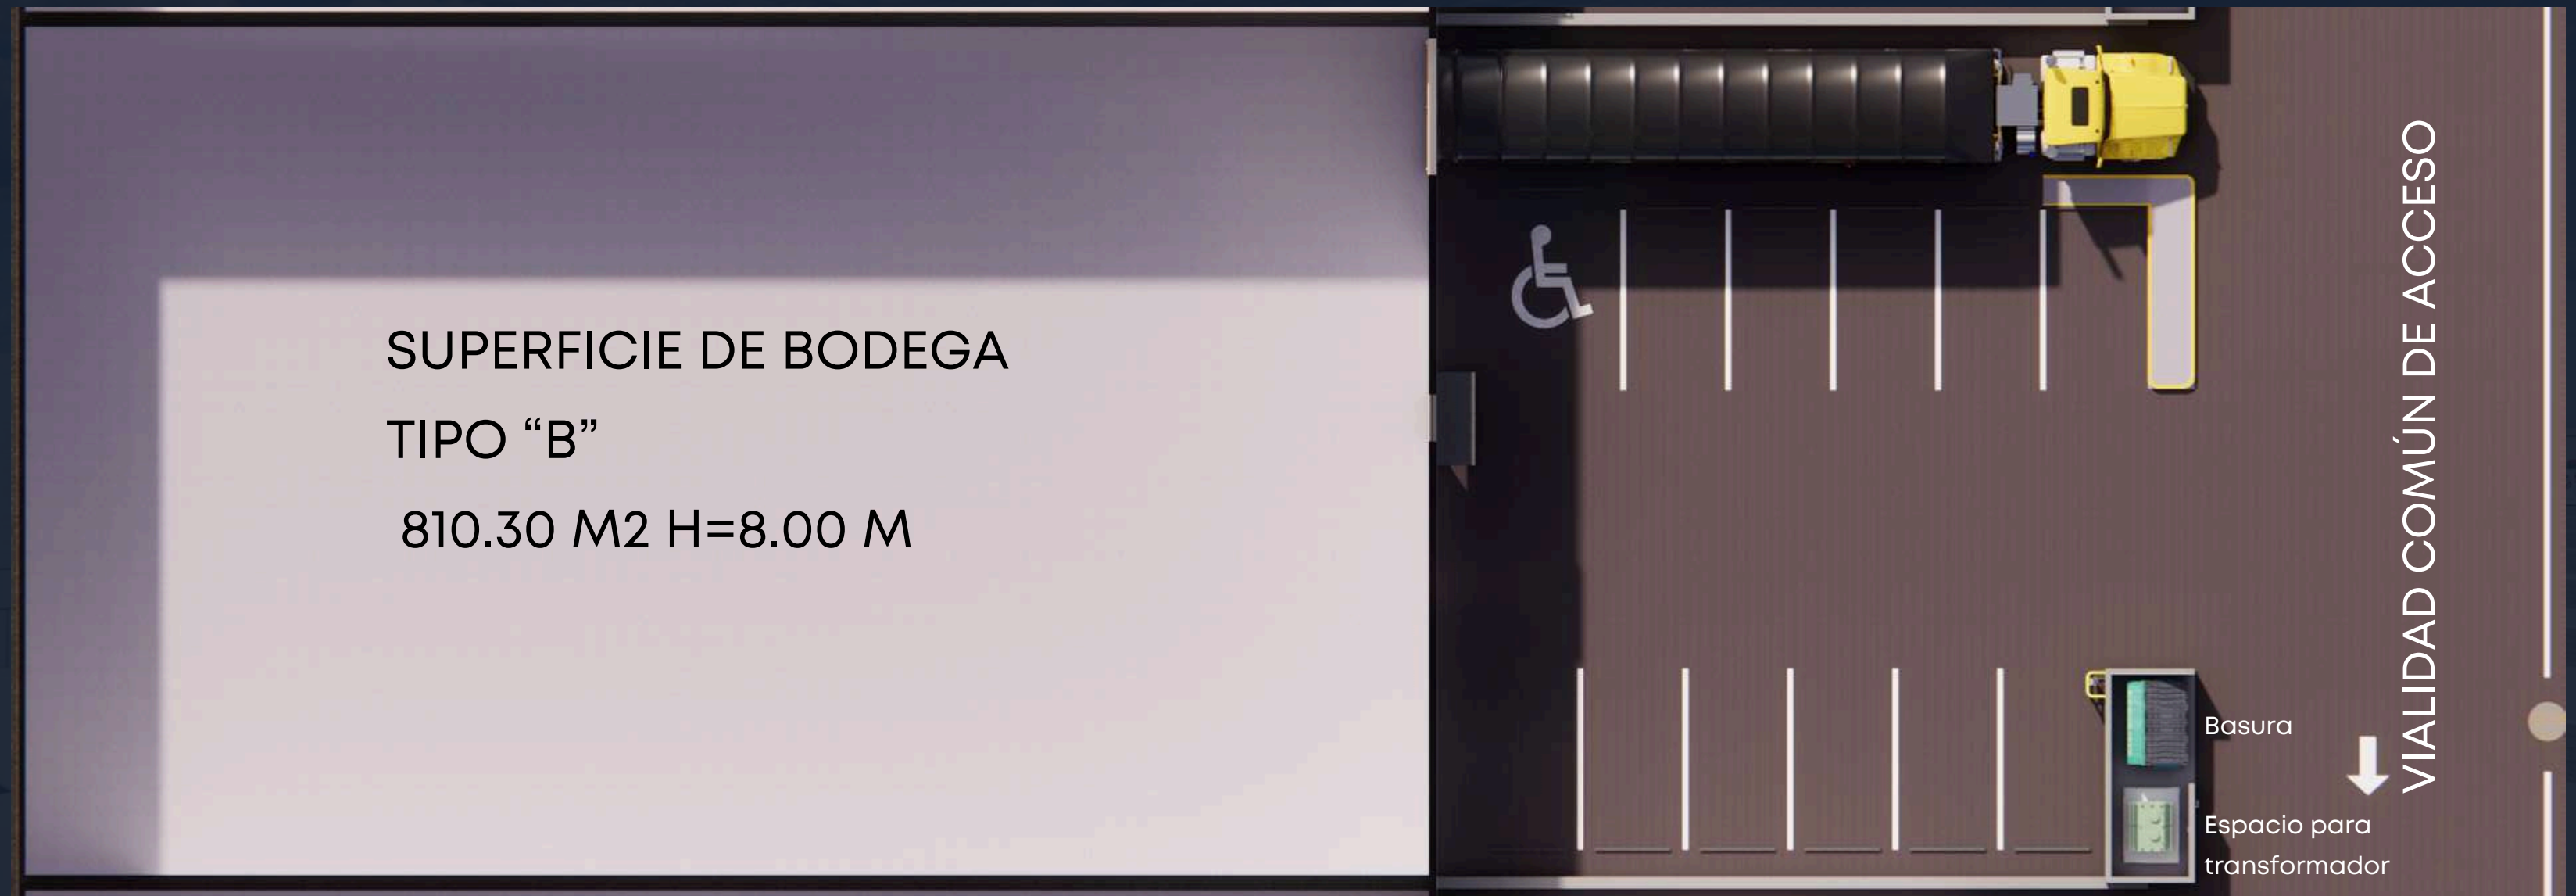 SUPERFICIE DE BODEGA
TIPO “B”
810.30 M2 H=8.00 M
VIALIDAD COMÚN DE ACCESO
Basura
Espacio para
transformador